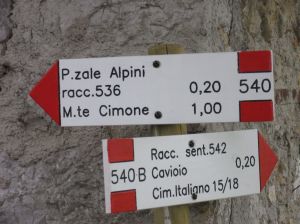 P.zale Alpini
racc.536 0,20 540
M.te Cimone 1,00
Racc. sent.542
540·B Cavioio 0,20
Cim.Italiano 15/18